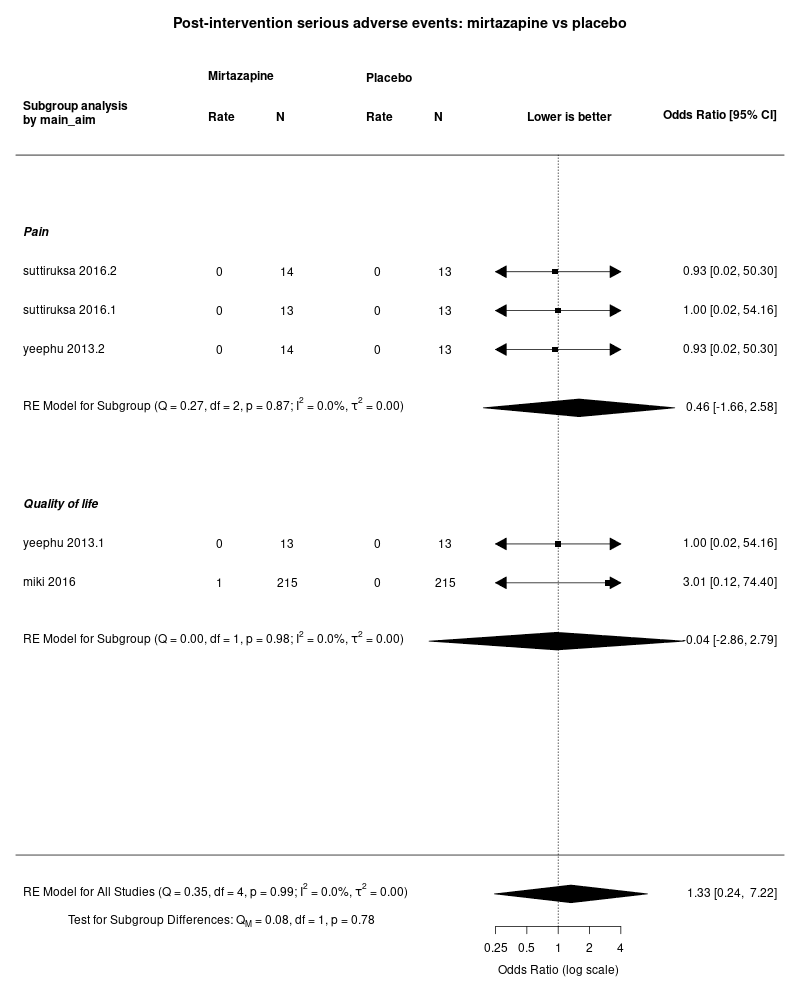 Post-intervention serious adverse events: mirtazapine vs placebo
Mirtazapine Placebo
Subgroup analysis
by main_aim
Rate N Rate N Lower is better Odds Ratio [95% CI]
Pain
suttiruksa 2016.2 0 14 0 13 0.93 [0.02, 50.30]
suttiruksa 2016.1 0 13 0 13 1.00 [0.02, 54.16]
yeephu 2013.2 0 14 0 13 0.93 [0.02, 50.30]
RE Model for Subgroup (Q = 0.27, df = 2, p = 0.87; I² = 0.0%, τ² = 0.00) 0.46 [-1.66, 2.58]
Quality of life
yeephu 2013.1 0 13 0 13 1.00 [0.02, 54.16]
miki 2016 1 215 0 215 3.01 [0.12, 74.40]
RE Model for Subgroup (Q = 0.00, df = 1, p = 0.98; I² = 0.0%, τ² = 0.00) -0.04 [-2.86, 2.79]
RE Model for All Studies (Q = 0.35, df = 4, p = 0.99; I² = 0.0%, τ² = 0.00) 1.33 [0.24, 7.22]
Test for Subgroup Differences: Q_M = 0.08, df = 1, p = 0.78
0.25 0.5 1 2 4
Odds Ratio (log scale)